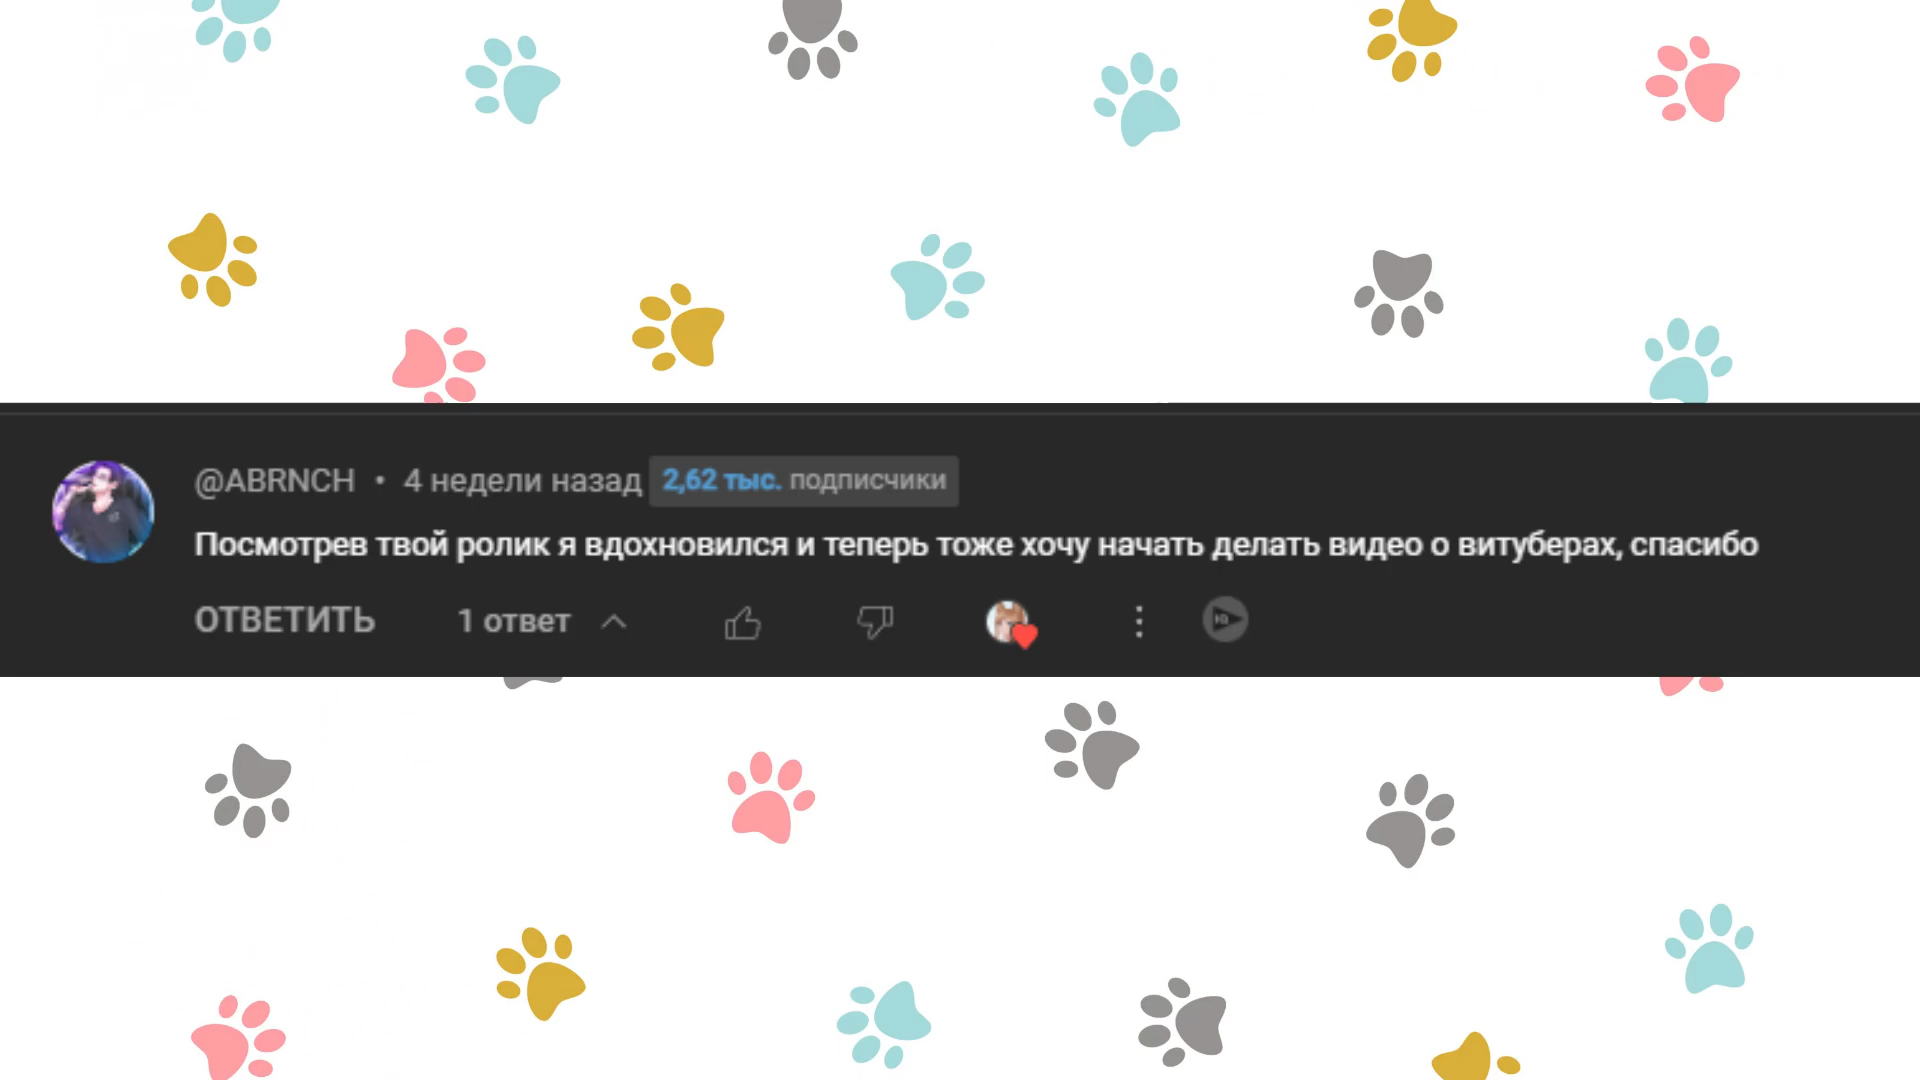 @ABRNCH • 4 недели назад 2,62 тыс. подписчики
Посмотрев твой ролик я вдохновился и теперь тоже хочу начать делать видео о витуберах, спасибо
ОТВЕТИТЬ 1 ответ